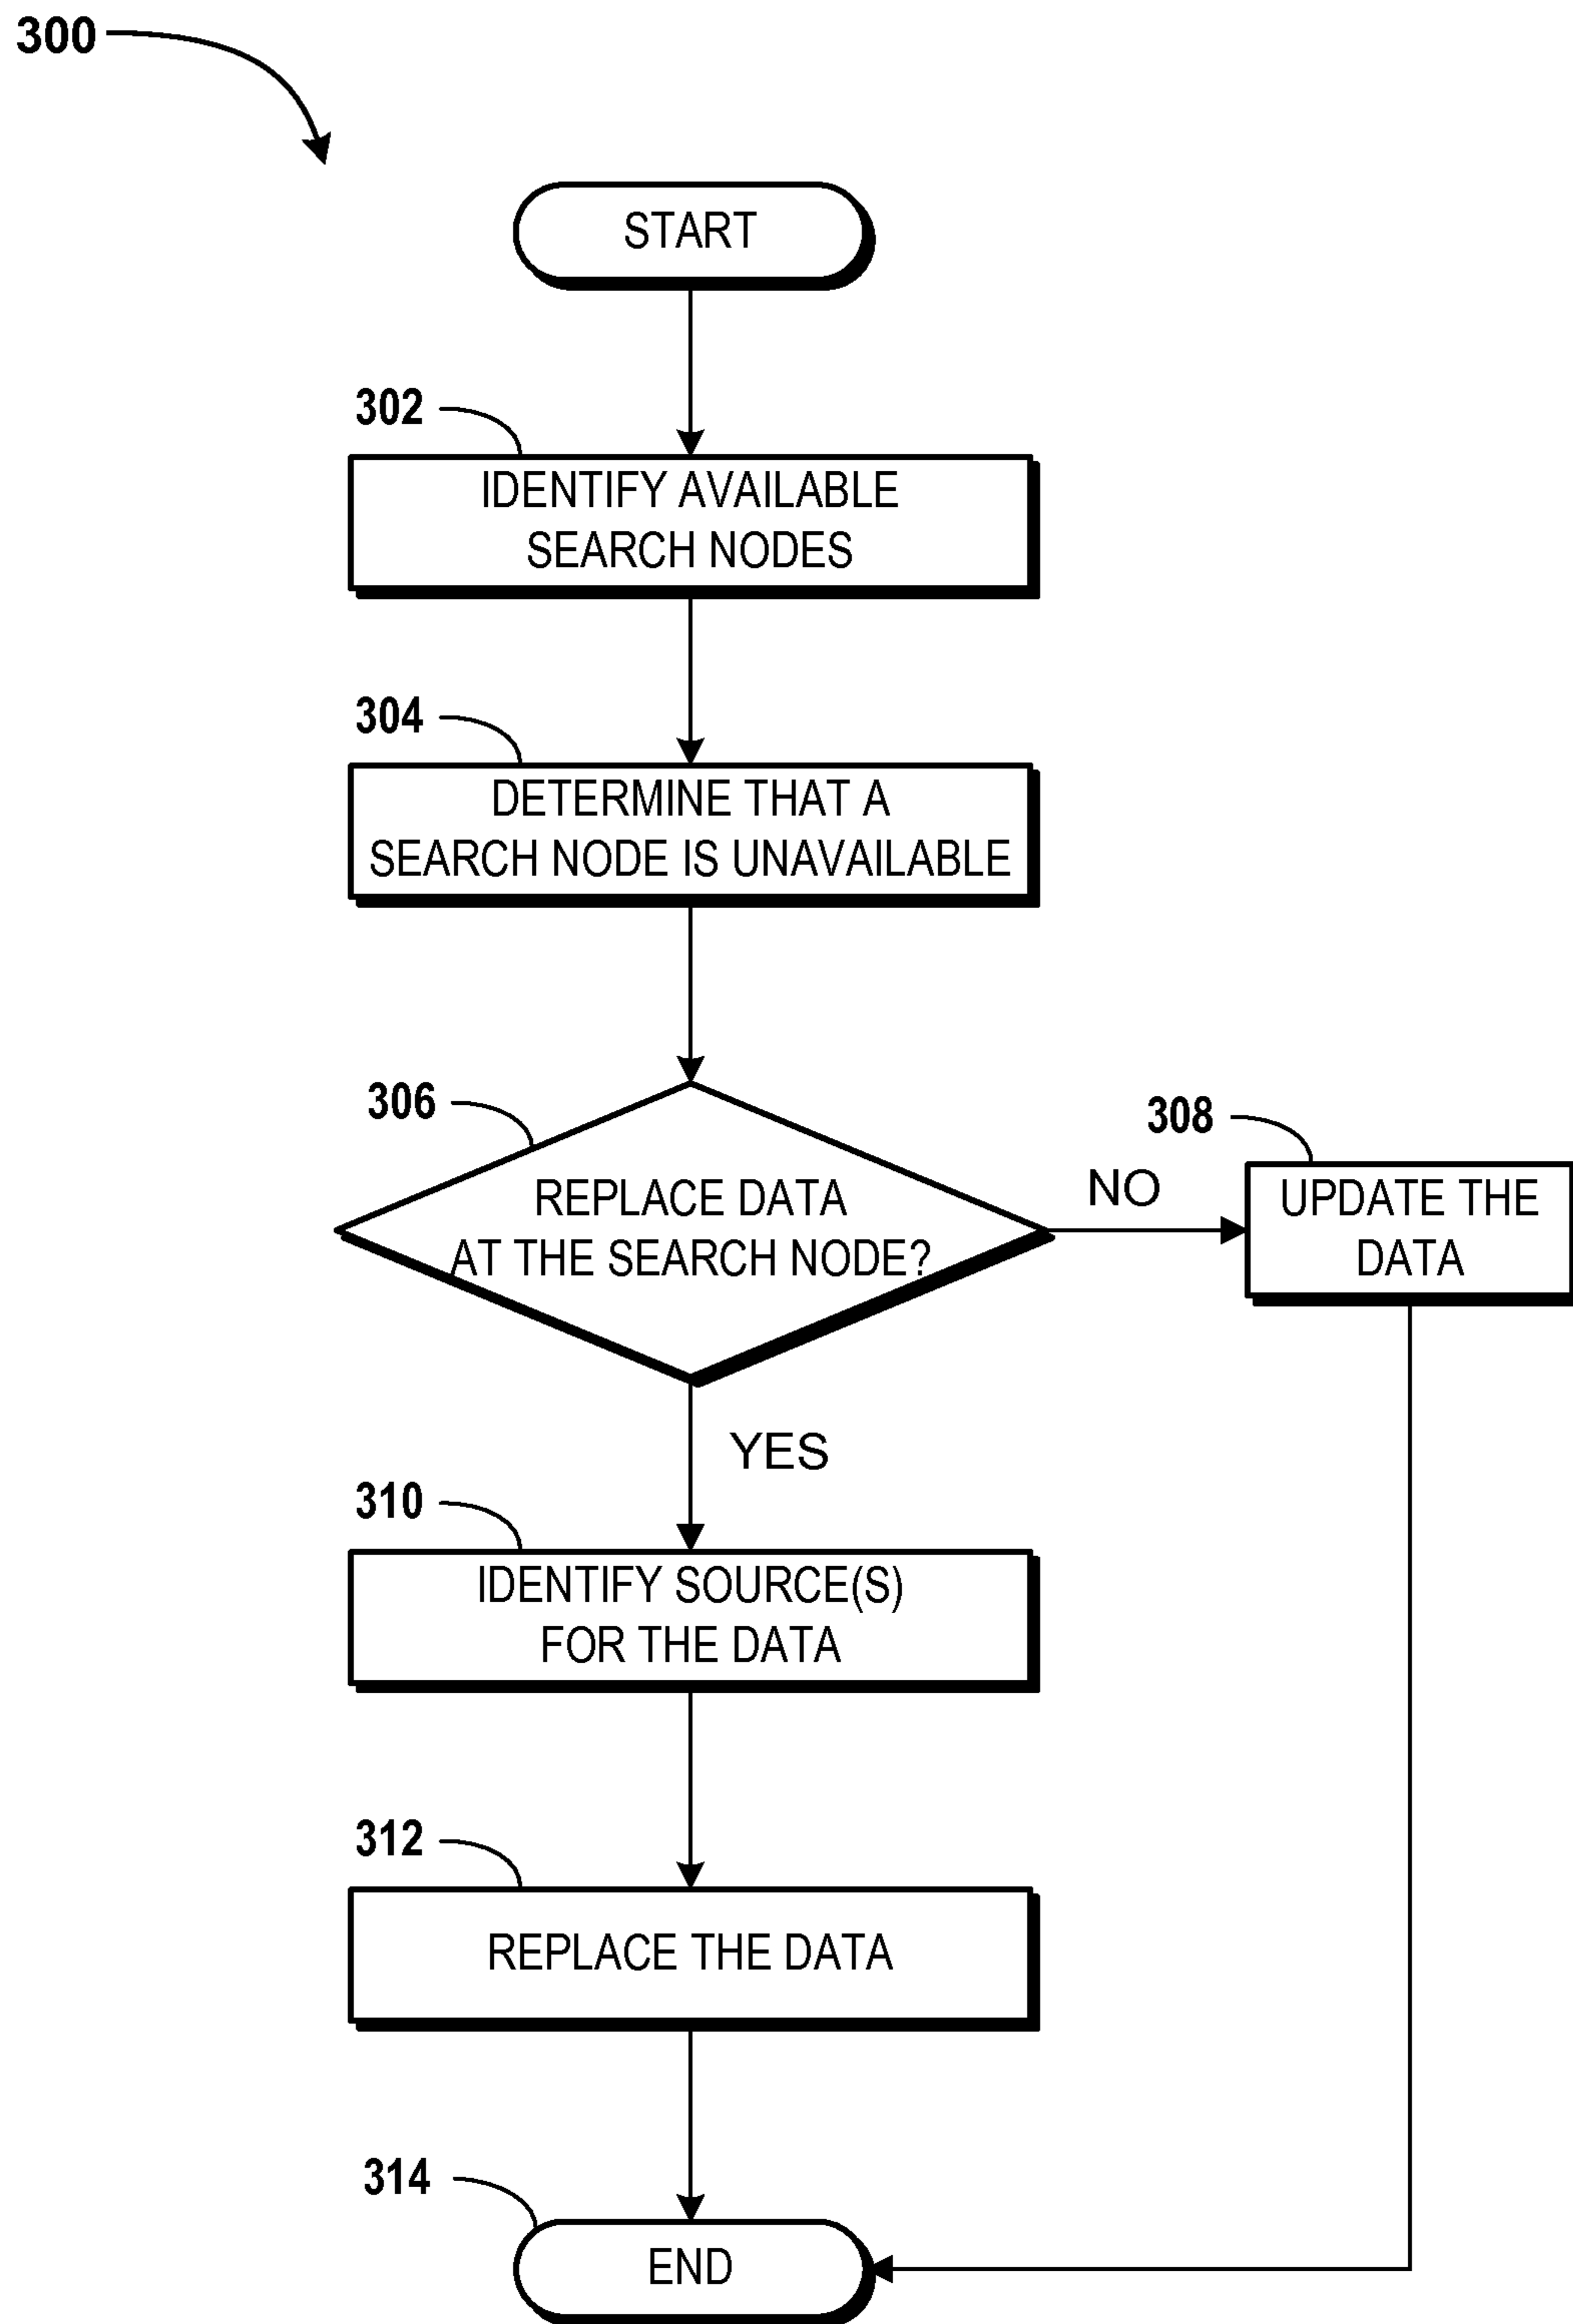 300
START
302
IDENTIFY AVAILABLE
SEARCH NODES
304
DETERMINE THAT A
SEARCH NODE IS UNAVAILABLE
306
REPLACE DATA
AT THE SEARCH NODE?
NO
308
UPDATE THE
DATA
YES
310
IDENTIFY SOURCE(S)
FOR THE DATA
312
REPLACE THE DATA
314
END